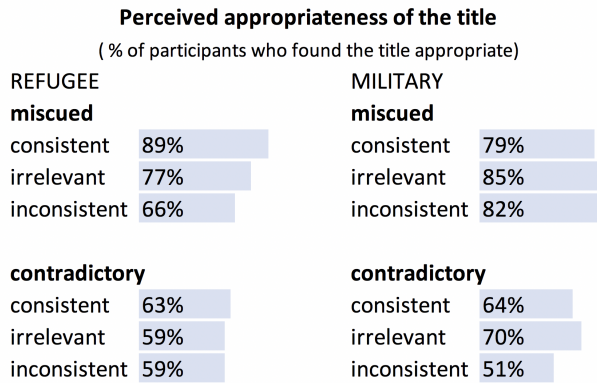 Perceived appropriateness of the title
( % of participants who found the title appropriate)
REFUGEE
miscued
consistent 89%
irrelevant 77%
inconsistent 66%
contradictory
consistent 63%
irrelevant 59%
inconsistent 59%
MILITARY
miscued
consistent 79%
irrelevant 85%
inconsistent 82%
contradictory
consistent 64%
irrelevant 70%
inconsistent 51%